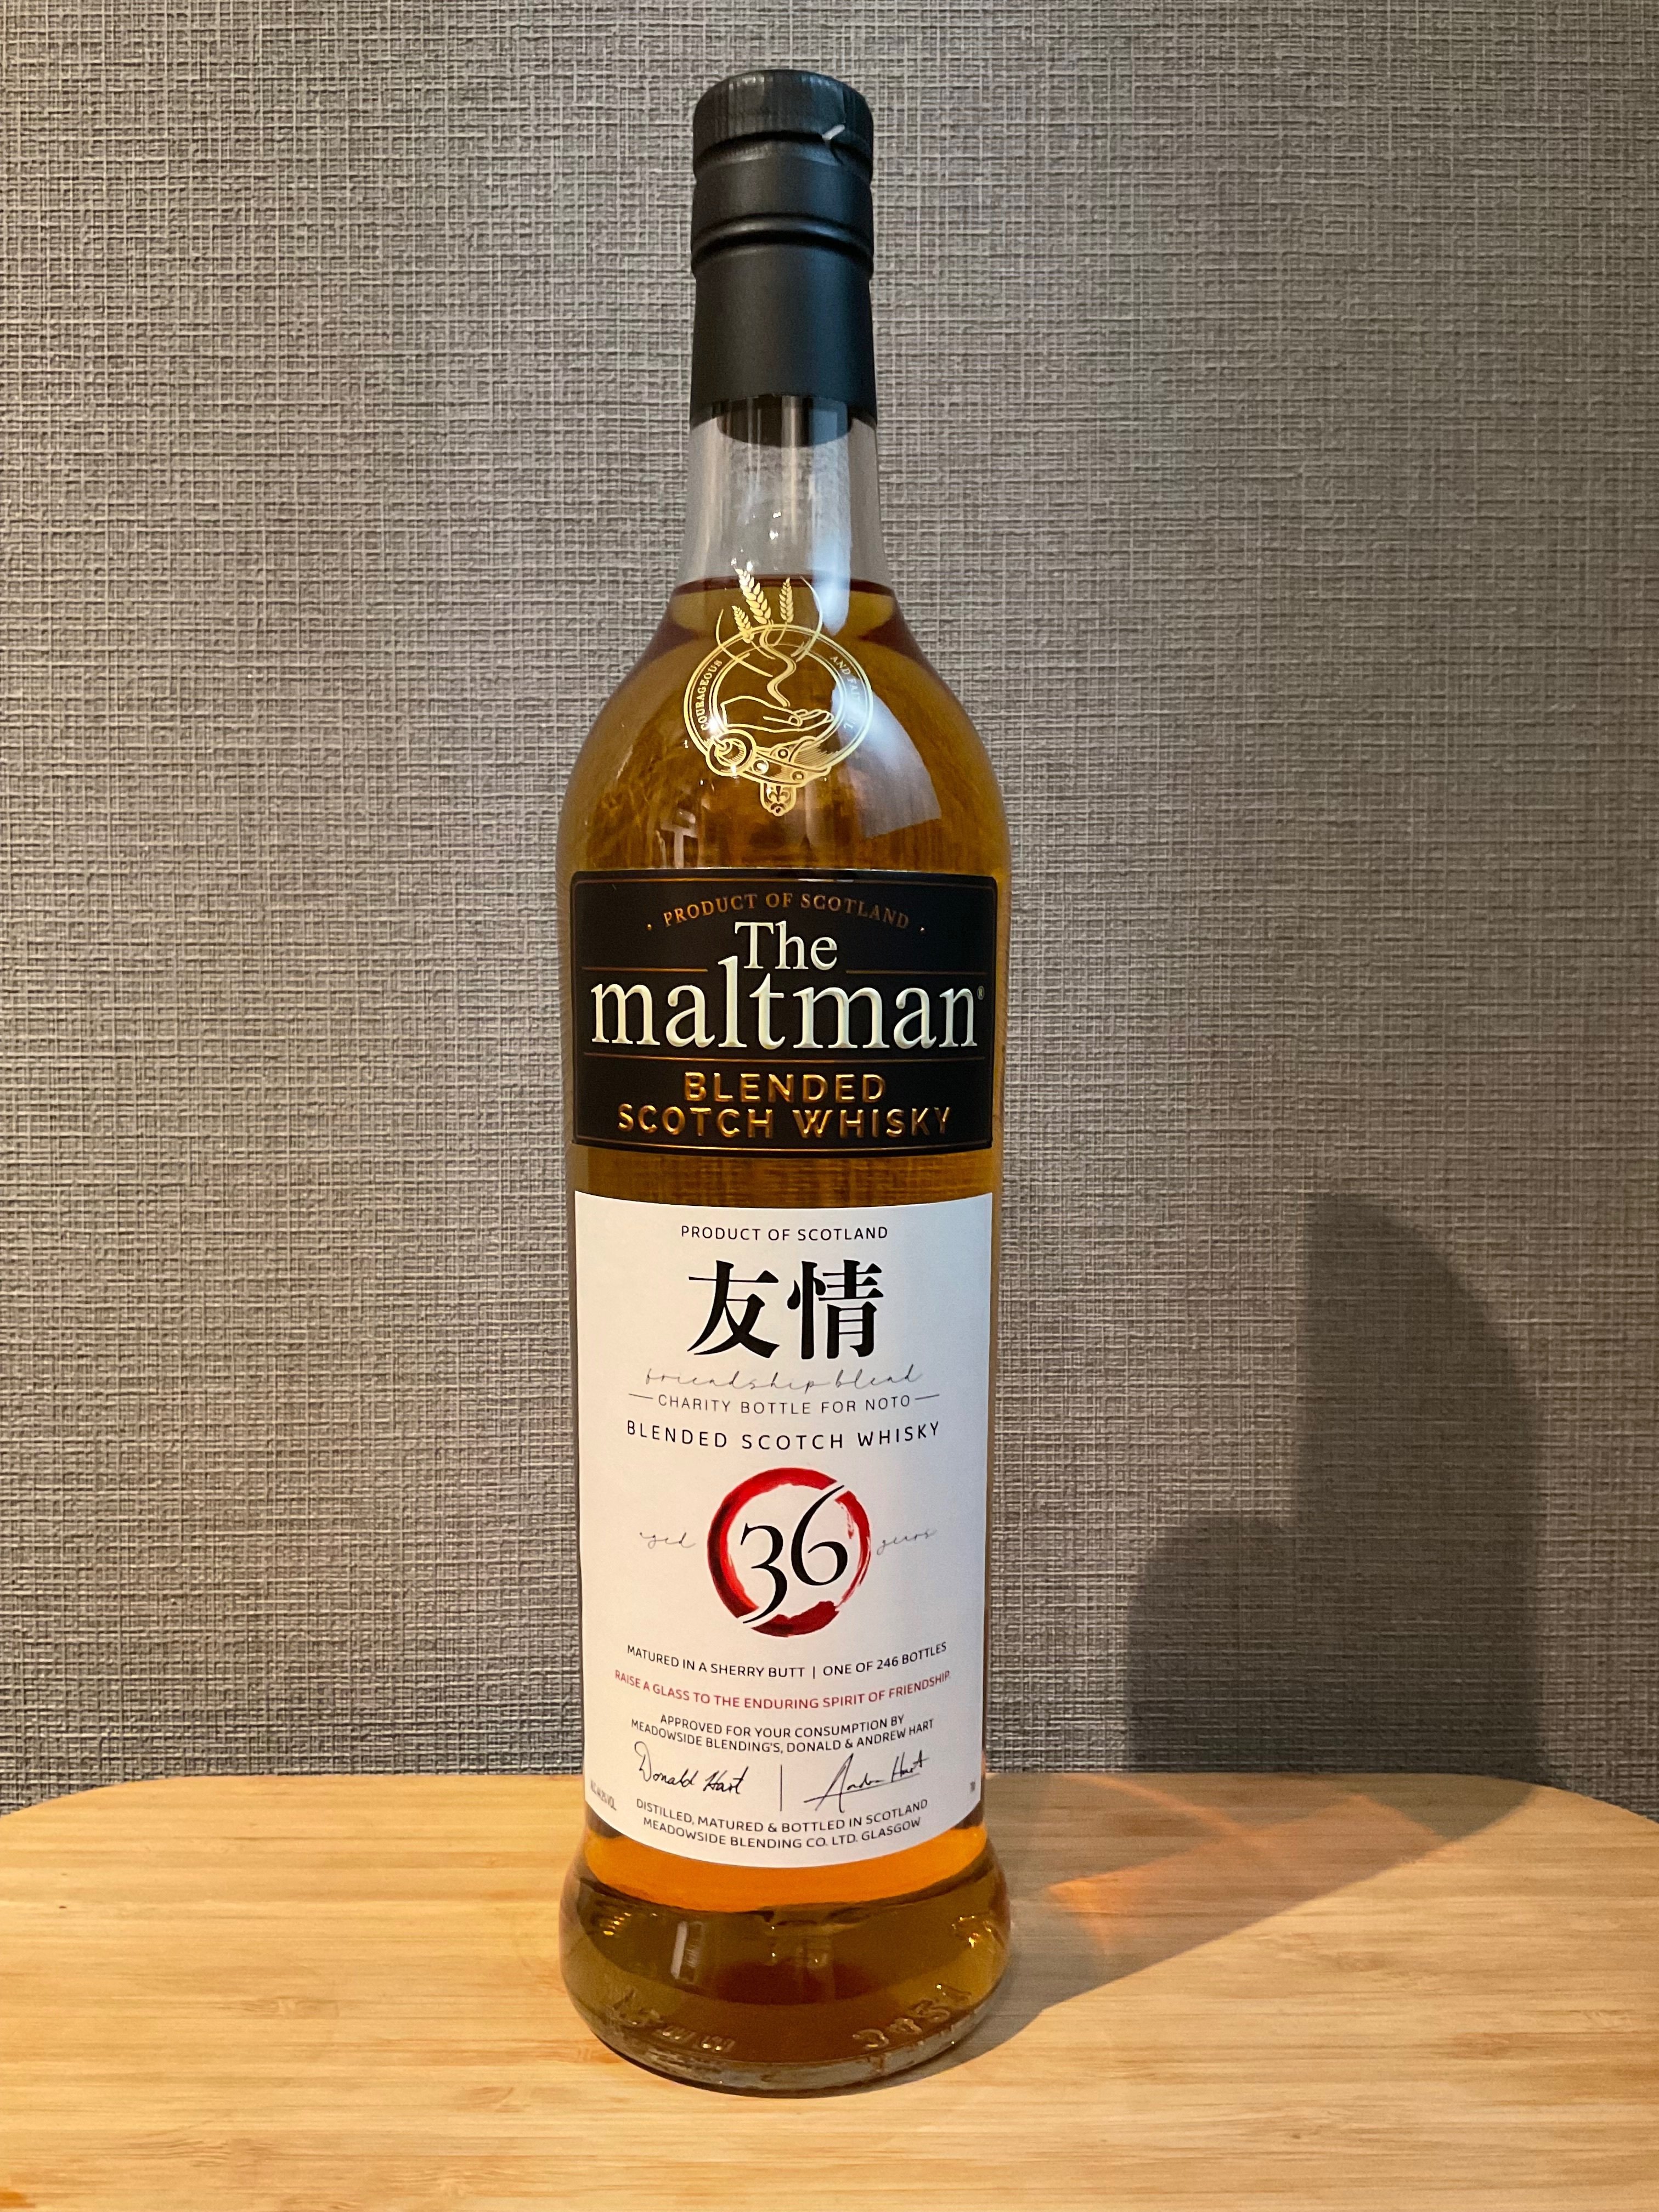 COURAGEOUS
PRODUCT OF SCOTLAND
The
maltman®
BLENDED
SCOTCH WHISKY
PRODUCT OF SCOTLAND
友情
friendship blend
CHARITY BOTTLE FOR NOTO
BLENDED SCOTCH WHISKY
aged 36 years
MATURED IN A SHERRY BUTT | ONE OF 246 BOTTLES
RAISE A GLASS TO THE ENDURING SPIRIT OF FRIENDSHIP
APPROVED FOR YOUR CONSUMPTION BY
MEADOWSIDE BLENDING'S, DONALD & ANDREW HART
Donald Hart | Andrew Hart
DISTILLED, MATURED & BOTTLED IN SCOTLAND
MEADOWSIDE BLENDING CO. LTD. GLASGOW